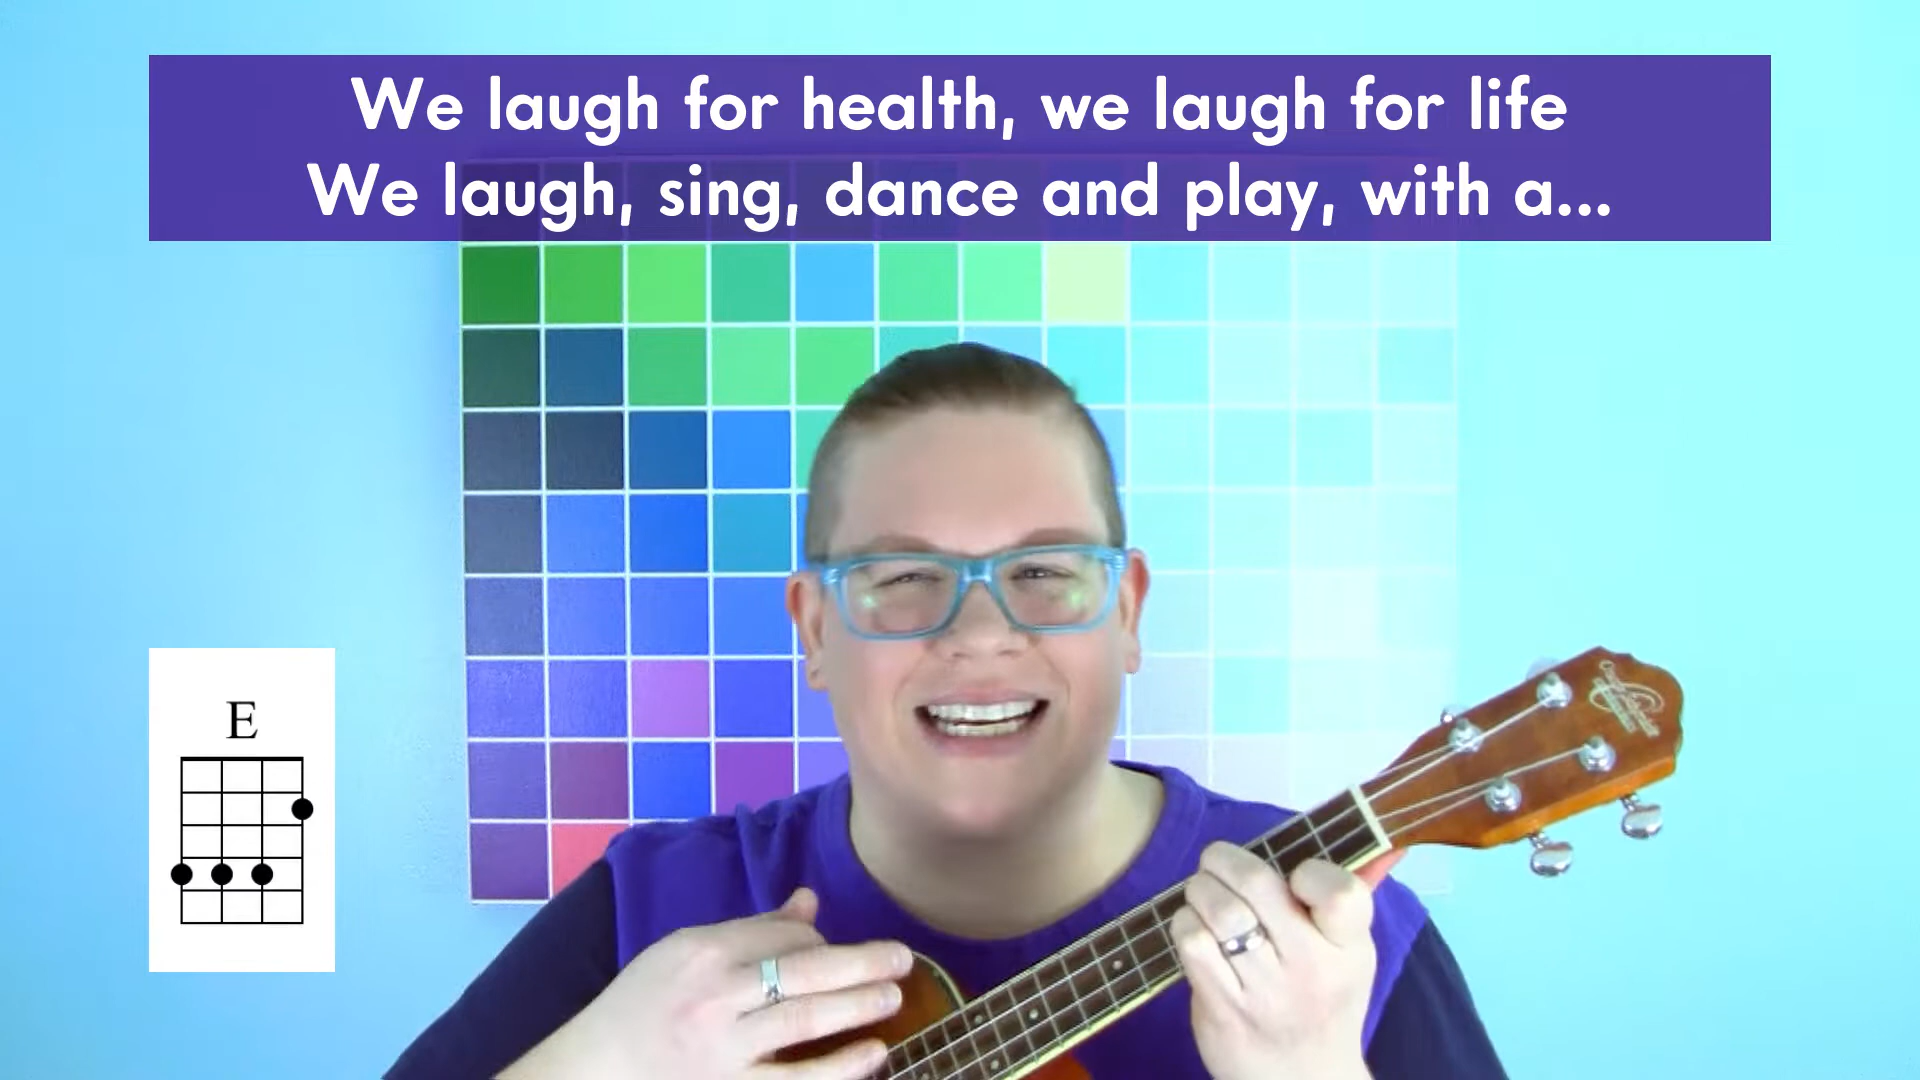 We laugh for health, we laugh for life
We laugh, sing, dance and play, with a...
E